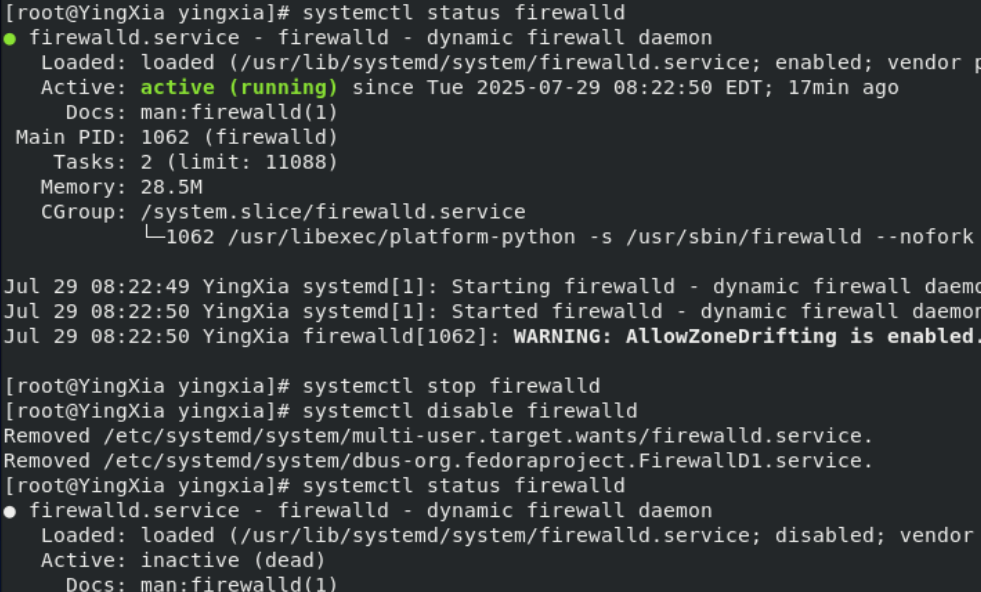 [root@YingXia yingxia]# systemctl status firewalld
● firewalld.service - firewalld - dynamic firewall daemon
   Loaded: loaded (/usr/lib/systemd/system/firewalld.service; enabled; vendor p
   Active: active (running) since Tue 2025-07-29 08:22:50 EDT; 17min ago
     Docs: man:firewalld(1)
 Main PID: 1062 (firewalld)
    Tasks: 2 (limit: 11088)
   Memory: 28.5M
   CGroup: /system.slice/firewalld.service
           └─1062 /usr/libexec/platform-python -s /usr/sbin/firewalld --nofork

Jul 29 08:22:49 YingXia systemd[1]: Starting firewalld - dynamic firewall daemo
Jul 29 08:22:50 YingXia systemd[1]: Started firewalld - dynamic firewall daemon
Jul 29 08:22:50 YingXia firewalld[1062]: WARNING: AllowZoneDrifting is enabled.

[root@YingXia yingxia]# systemctl stop firewalld
[root@YingXia yingxia]# systemctl disable firewalld
Removed /etc/systemd/system/multi-user.target.wants/firewalld.service.
Removed /etc/systemd/system/dbus-org.fedoraproject.FirewallD1.service.
[root@YingXia yingxia]# systemctl status firewalld
● firewalld.service - firewalld - dynamic firewall daemon
   Loaded: loaded (/usr/lib/systemd/system/firewalld.service; disabled; vendor
   Active: inactive (dead)
     Docs: man:firewalld(1)